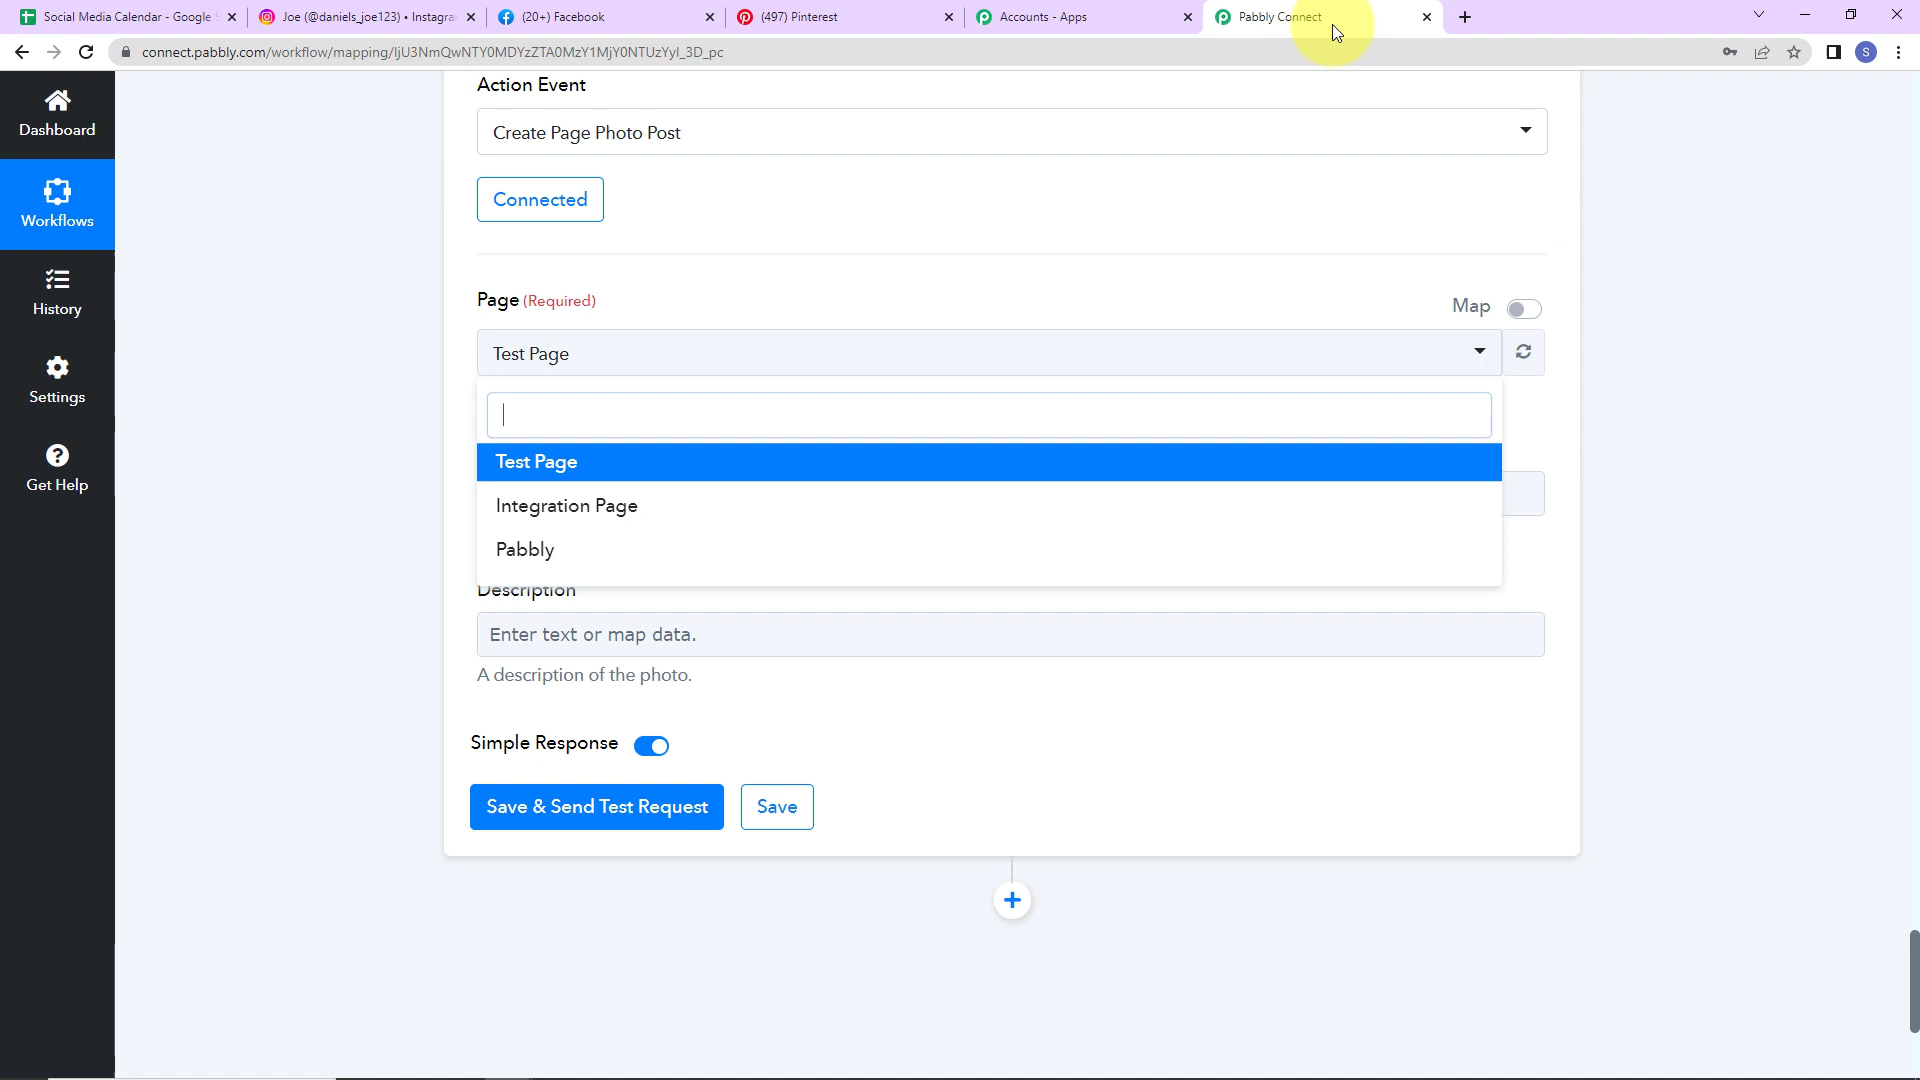 Social Media Calendar - Google S
Joe (@daniels_joe123) • Instagra
(20+) Facebook
(497) Pinterest
Accounts - Apps
Pabbly Connect
connect.pabbly.com/workflow/mapping/IjU3NmQwNTY0MDYzZTA0MzY1MjY0NTUzYyI_3D_pc
S
Dashboard
Workflows
History
Settings
Get Help
Action Event
Create Page Photo Post
Connected
Page (Required)
Map
Test Page
Test Page
Integration Page
Pabbly
Description
Enter text or map data.
A description of the photo.
Simple Response
Save & Send Test Request
Save